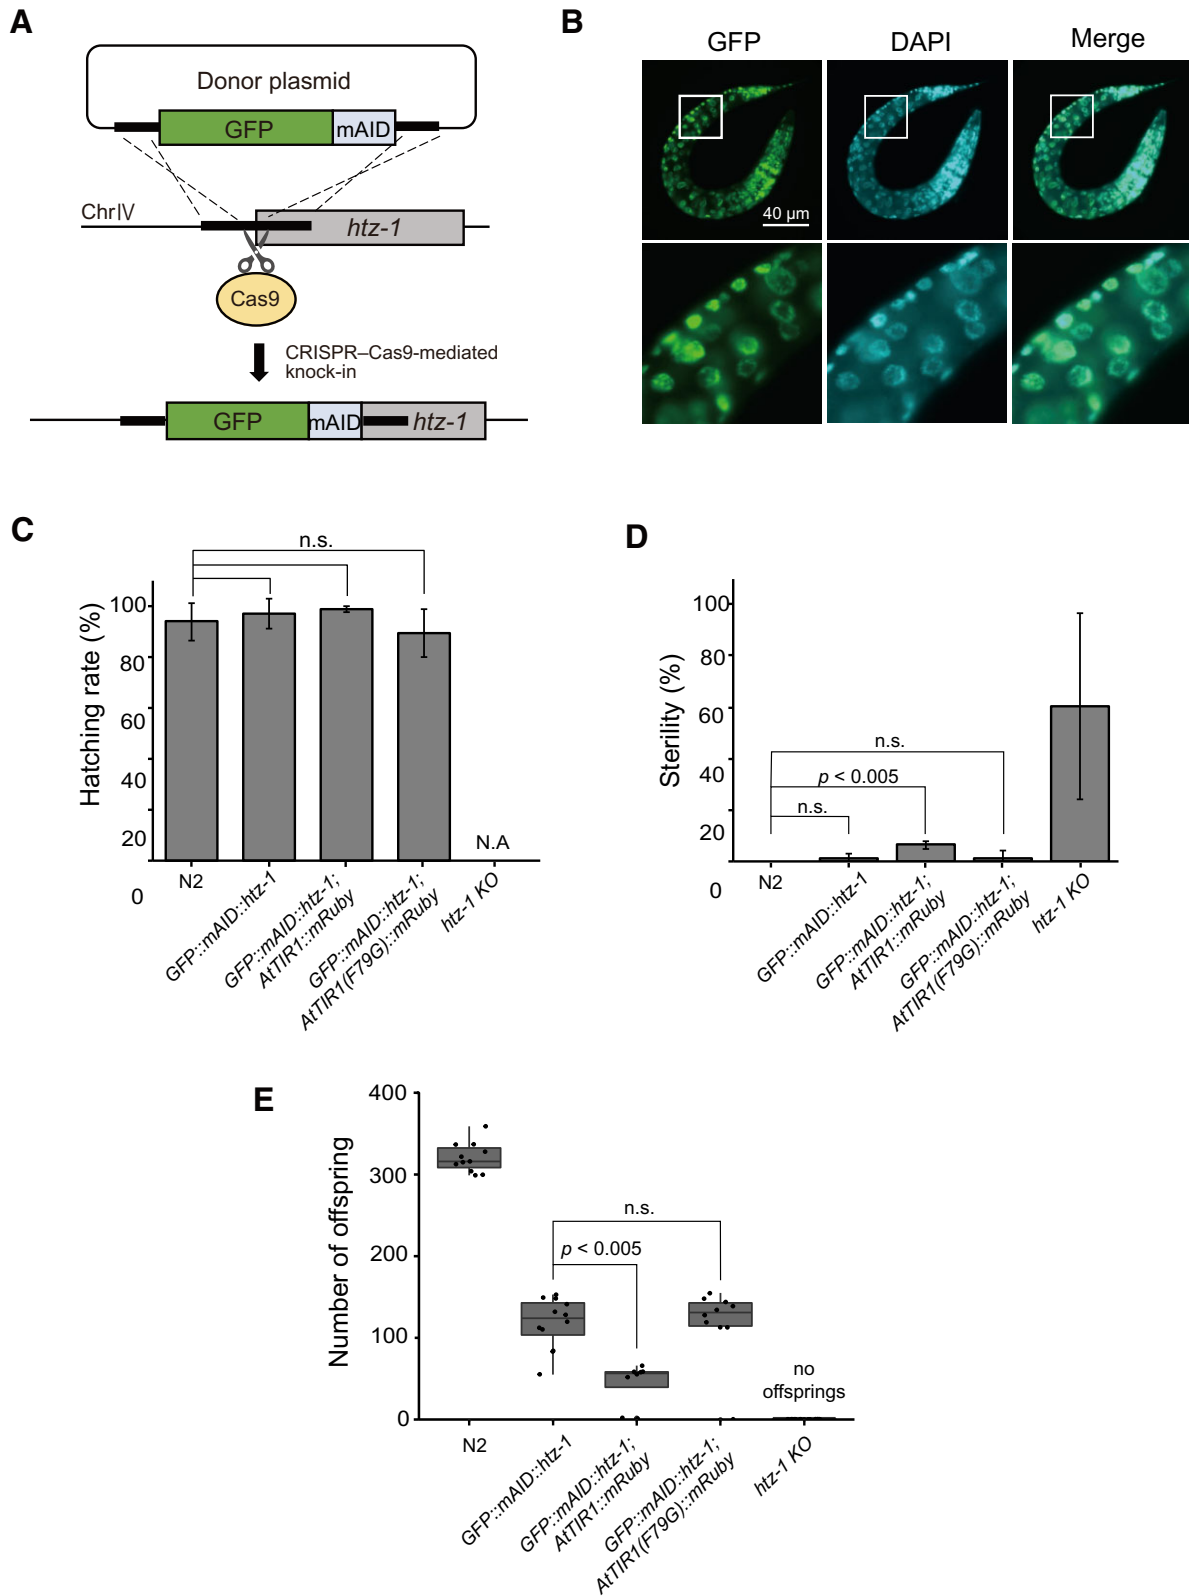 A
Donor plasmid
GFP
mAID
ChrIV
htz-1
Cas9
CRISPR–Cas9-mediated
knock-in
GFP
mAID
htz-1
B
GFP
DAPI
Merge
40 μm
C
Hatching rate (%)
100
80
60
40
20
0
n.s.
N.A
N2
GFP::mAID::htz-1
GFP::mAID::htz-1;
AtTIR1::mRuby
GFP::mAID::htz-1;
AtTIR1(F79G)::mRuby
htz-1 KO
D
Sterility (%)
100
80
60
40
20
0
n.s.
p < 0.005
n.s.
N2
GFP::mAID::htz-1
GFP::mAID::htz-1;
AtTIR1::mRuby
GFP::mAID::htz-1;
AtTIR1(F79G)::mRuby
htz-1 KO
E
Number of offspring
400
300
200
100
0
n.s.
p < 0.005
no
offsprings
N2
GFP::mAID::htz-1
GFP::mAID::htz-1;
AtTIR1::mRuby
GFP::mAID::htz-1;
AtTIR1(F79G)::mRuby
htz-1 KO